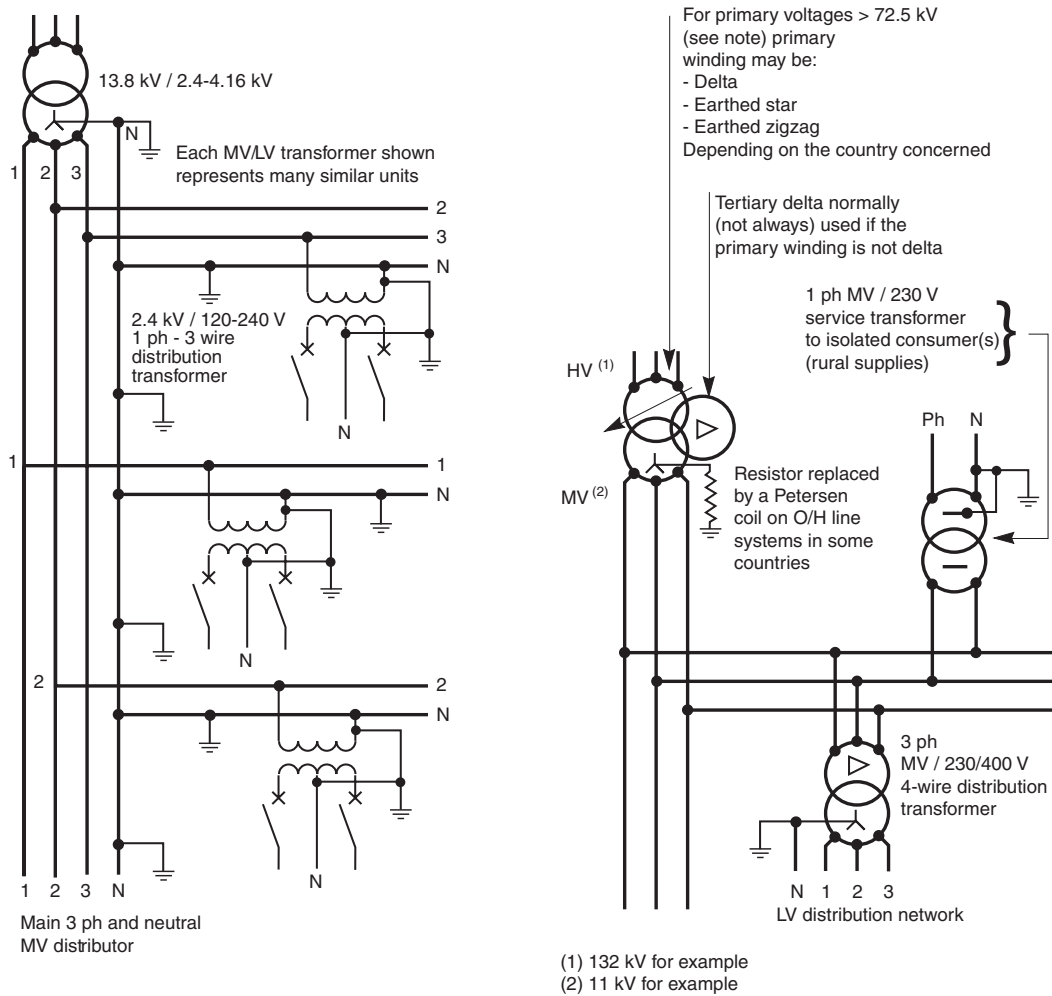 13.8 kV / 2.4-4.16 kV
N
Each MV/LV transformer shown
represents many similar units
1
2
3
2
3
N
2.4 kV / 120-240 V
1 ph - 3 wire
distribution
transformer
N
1
1
N
N
2
2
N
N
1 2 3 N
Main 3 ph and neutral
MV distributor
For primary voltages > 72.5 kV
(see note) primary
winding may be:
- Delta
- Earthed star
- Earthed zigzag
Depending on the country concerned
Tertiary delta normally
(not always) used if the
primary winding is not delta
1 ph MV / 230 V
service transformer
to isolated consumer(s)
(rural supplies)
HV (1)
MV (2)
Resistor replaced
by a Petersen
coil on O/H line
systems in some
countries
Ph N
3 ph
MV / 230/400 V
4-wire distribution
transformer
N 1 2 3
LV distribution network
(1) 132 kV for example
(2) 11 kV for example